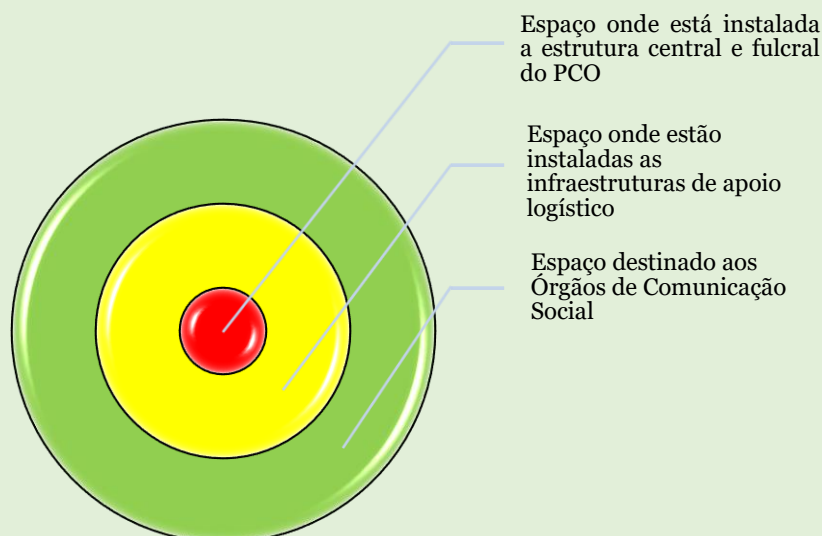 Espaço onde está instalada
a estrutura central e fulcral
do PCO
Espaço onde estão
instaladas as
infraestruturas de apoio
logístico
Espaço destinado aos
Órgãos de Comunicação
Social